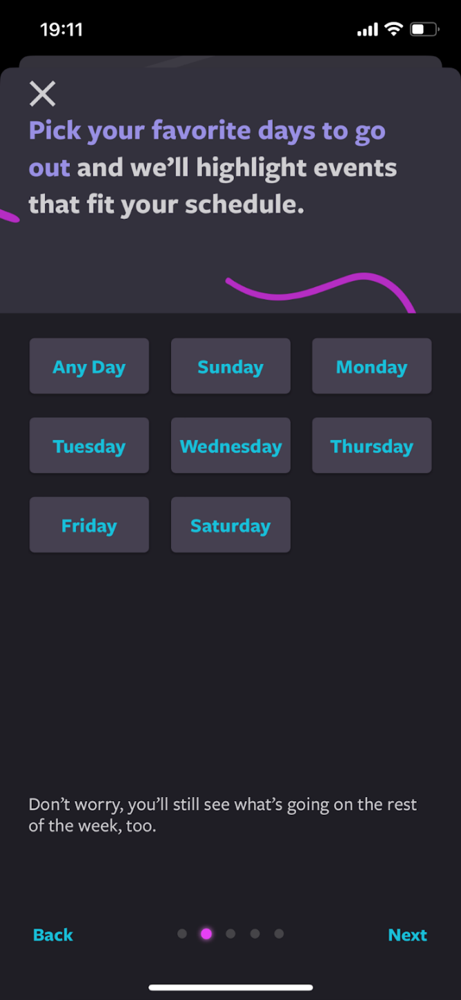 19:11
Pick your favorite days to go
out and we’ll highlight events
that fit your schedule.
Any Day
Sunday
Monday
Tuesday
Wednesday
Thursday
Friday
Saturday
Don’t worry, you’ll still see what’s going on the rest
of the week, too.
Back
Next